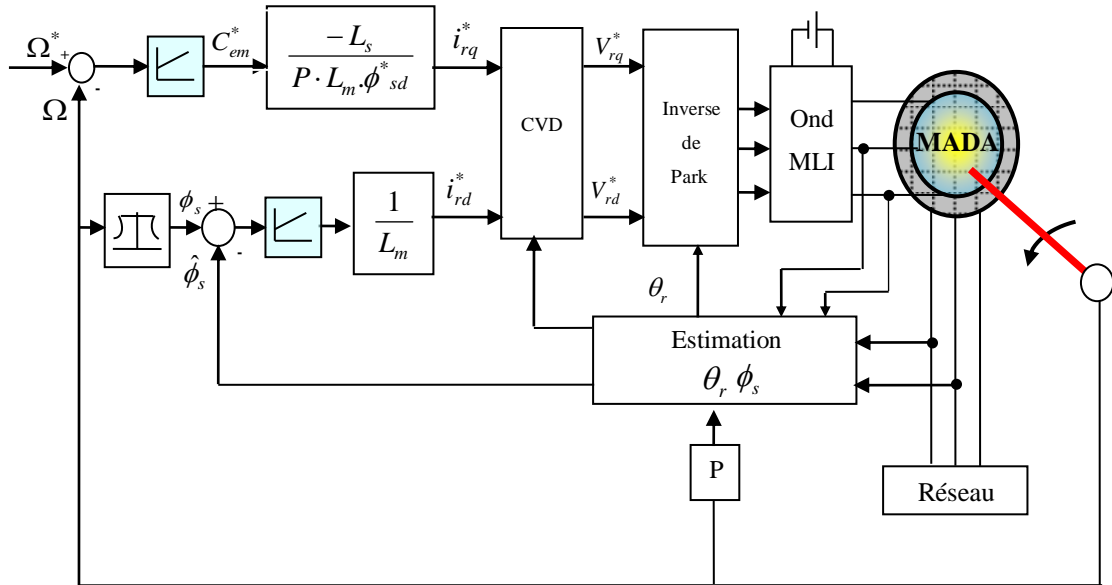 Ω* +
-
Ω
C*em
−Ls
P · Lm.ϕ*sd
i*rq
CVD
V*rq
Inverse
de
Park
Ond
MLI
MADA
ϕs +
-
ϕ̂s
1
Lm
i*rd
V*rd
θr
Estimation
θr ϕs
P
Réseau